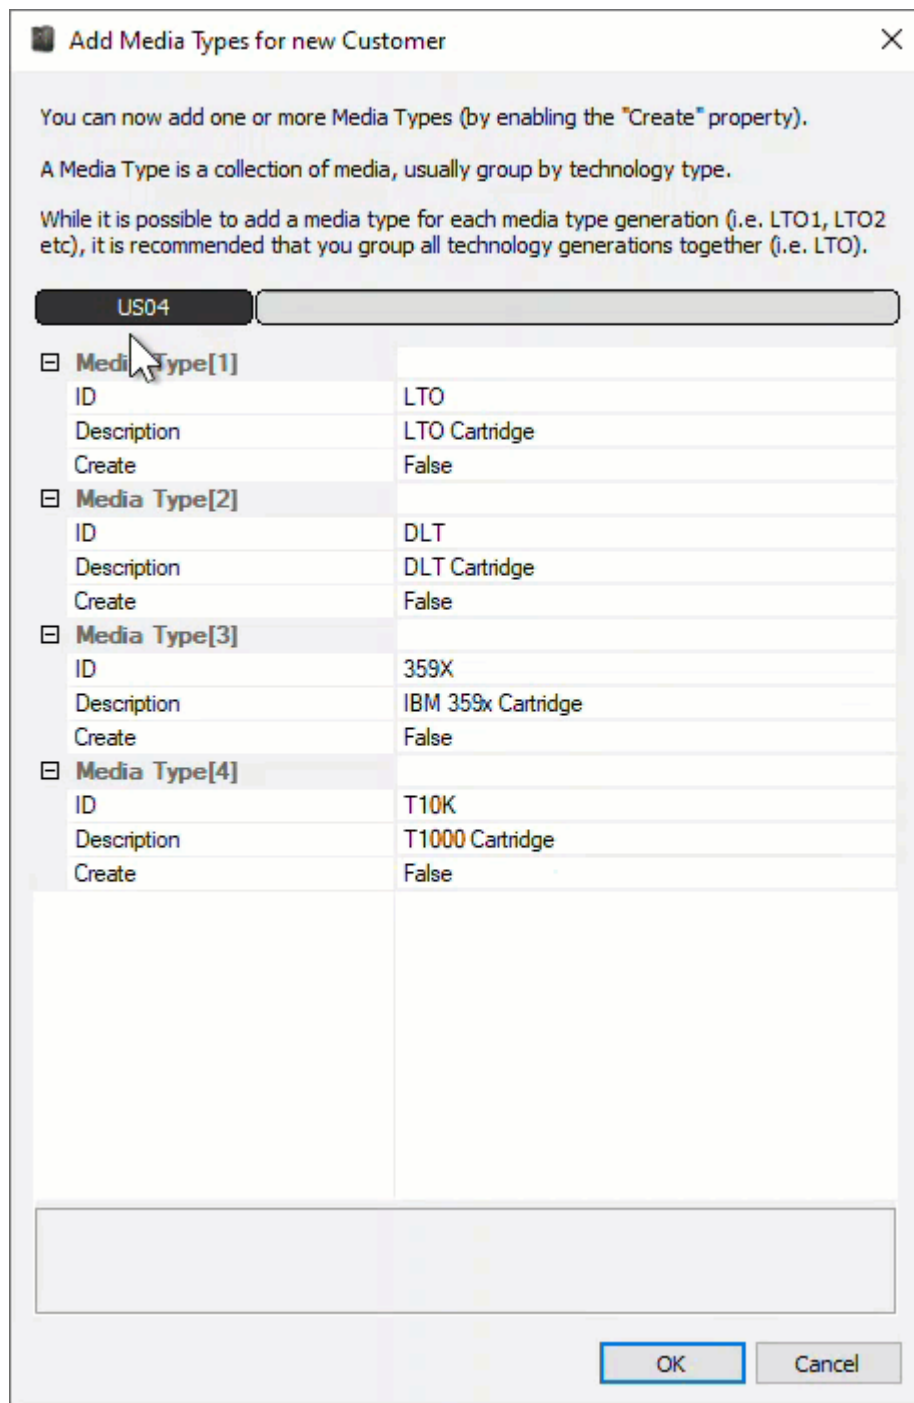 Add Media Types for new Customer
You can now add one or more Media Types (by enabling the "Create" property).
A Media Type is a collection of media, usually group by technology type.
While it is possible to add a media type for each media type generation (i.e. LTO1, LTO2
etc), it is recommended that you group all technology generations together (i.e. LTO).
US04
Media Type[1]
ID LTO
Description LTO Cartridge
Create False
Media Type[2]
ID DLT
Description DLT Cartridge
Create False
Media Type[3]
ID 359X
Description IBM 359x Cartridge
Create False
Media Type[4]
ID T10K
Description T1000 Cartridge
Create False
OK Cancel